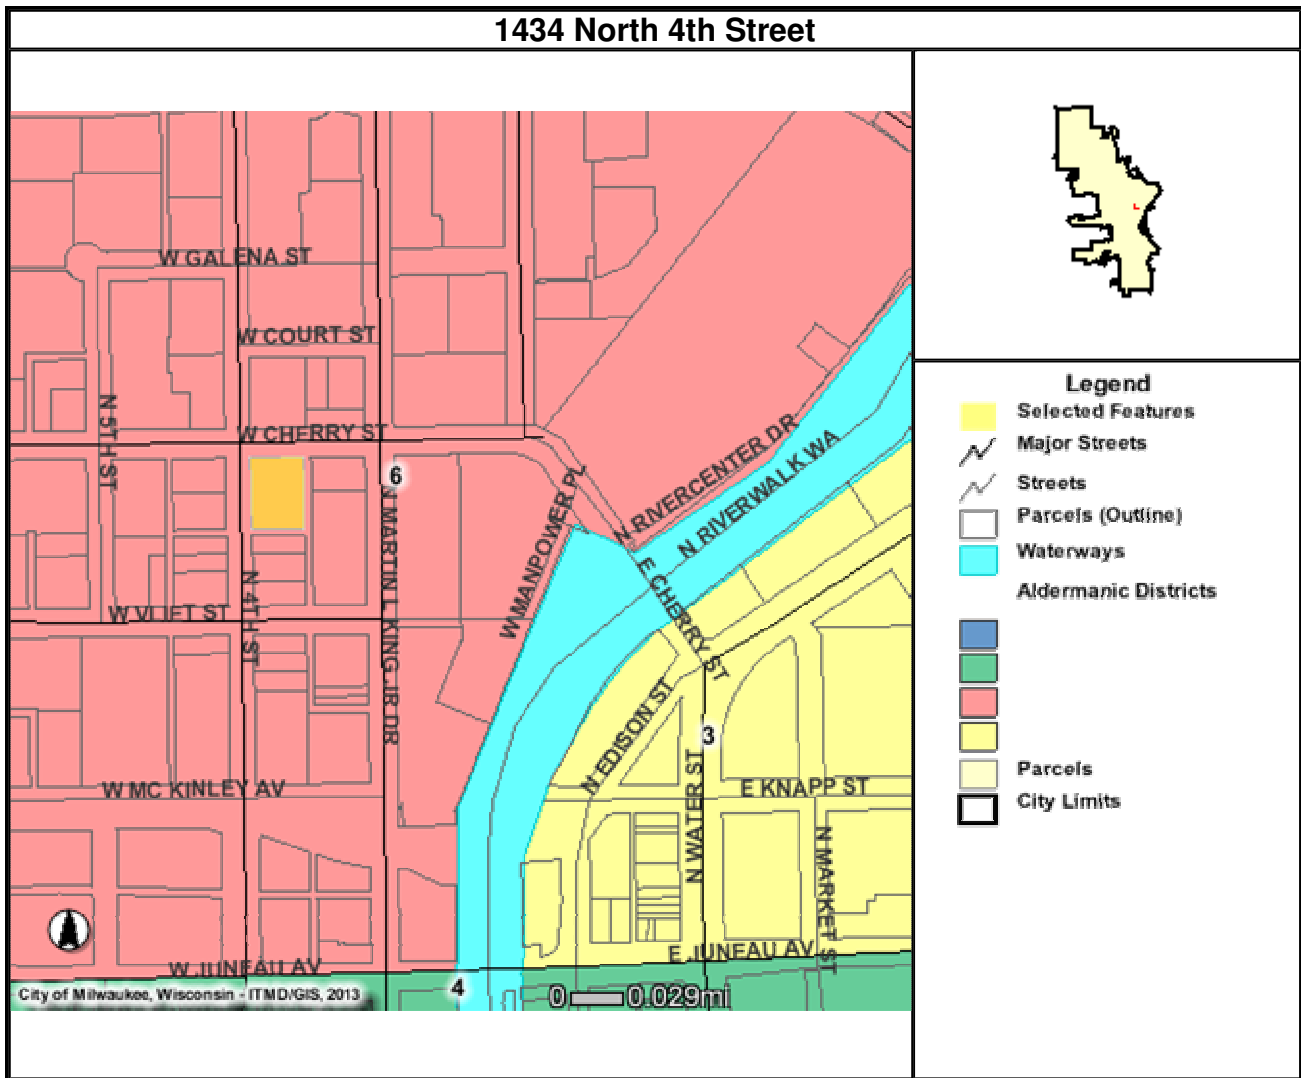 1434 North 4th Street
W GALENA ST
W COURT ST
N 5TH ST
W CHERRY ST
6
N RIVERCENTER DR
N RIVERWALK WA
W MANPOWER PL
N MARTIN L KING JR DR
E CHERRY ST
N 4TH ST
W VLIET ST
N EDISON ST
3
N WATER ST
W MC KINLEY AV
E KNAPP ST
N MARKET ST
E JUNEAU AV
W JUNEAU AV
4
City of Milwaukee, Wisconsin - ITMD/GIS, 2013
0 0.029mi
Legend
Selected Features
Major Streets
Streets
Parcels (Outline)
Waterways
Aldermanic Districts
Parcels
City Limits